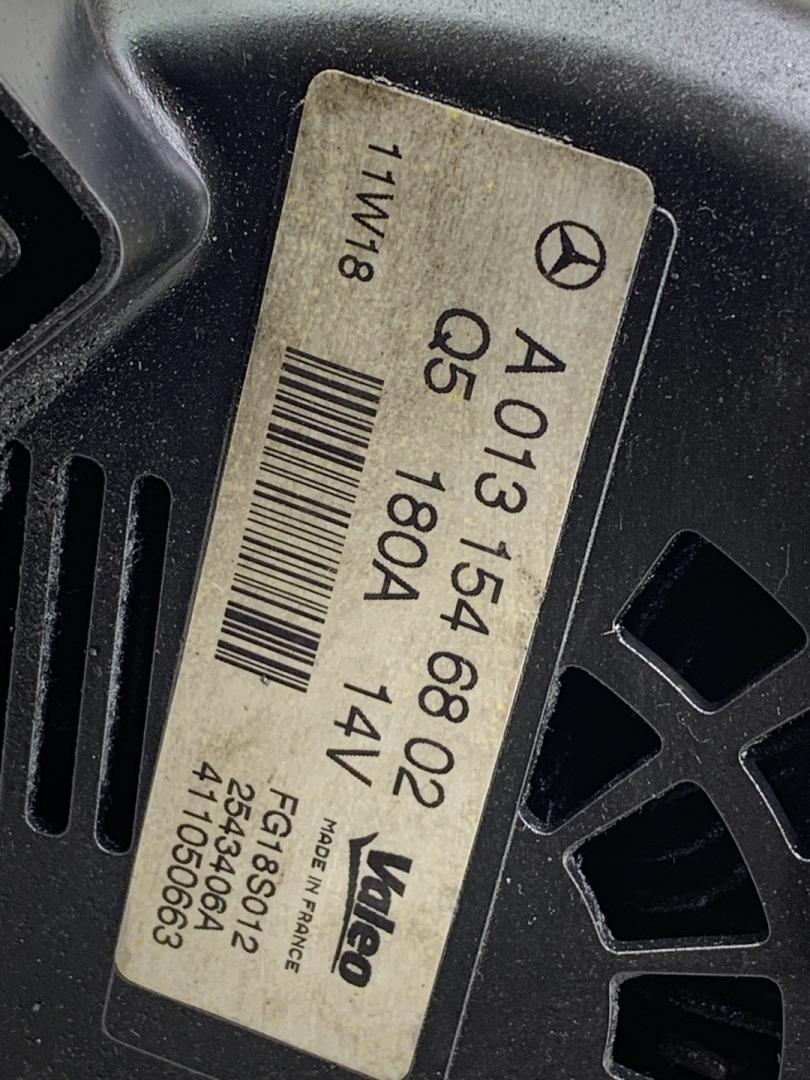 A 013 154 68 02
Q5 180A 14V
Valeo
MADE IN FRANCE
11W18
FG18S012
2543406A
411050663